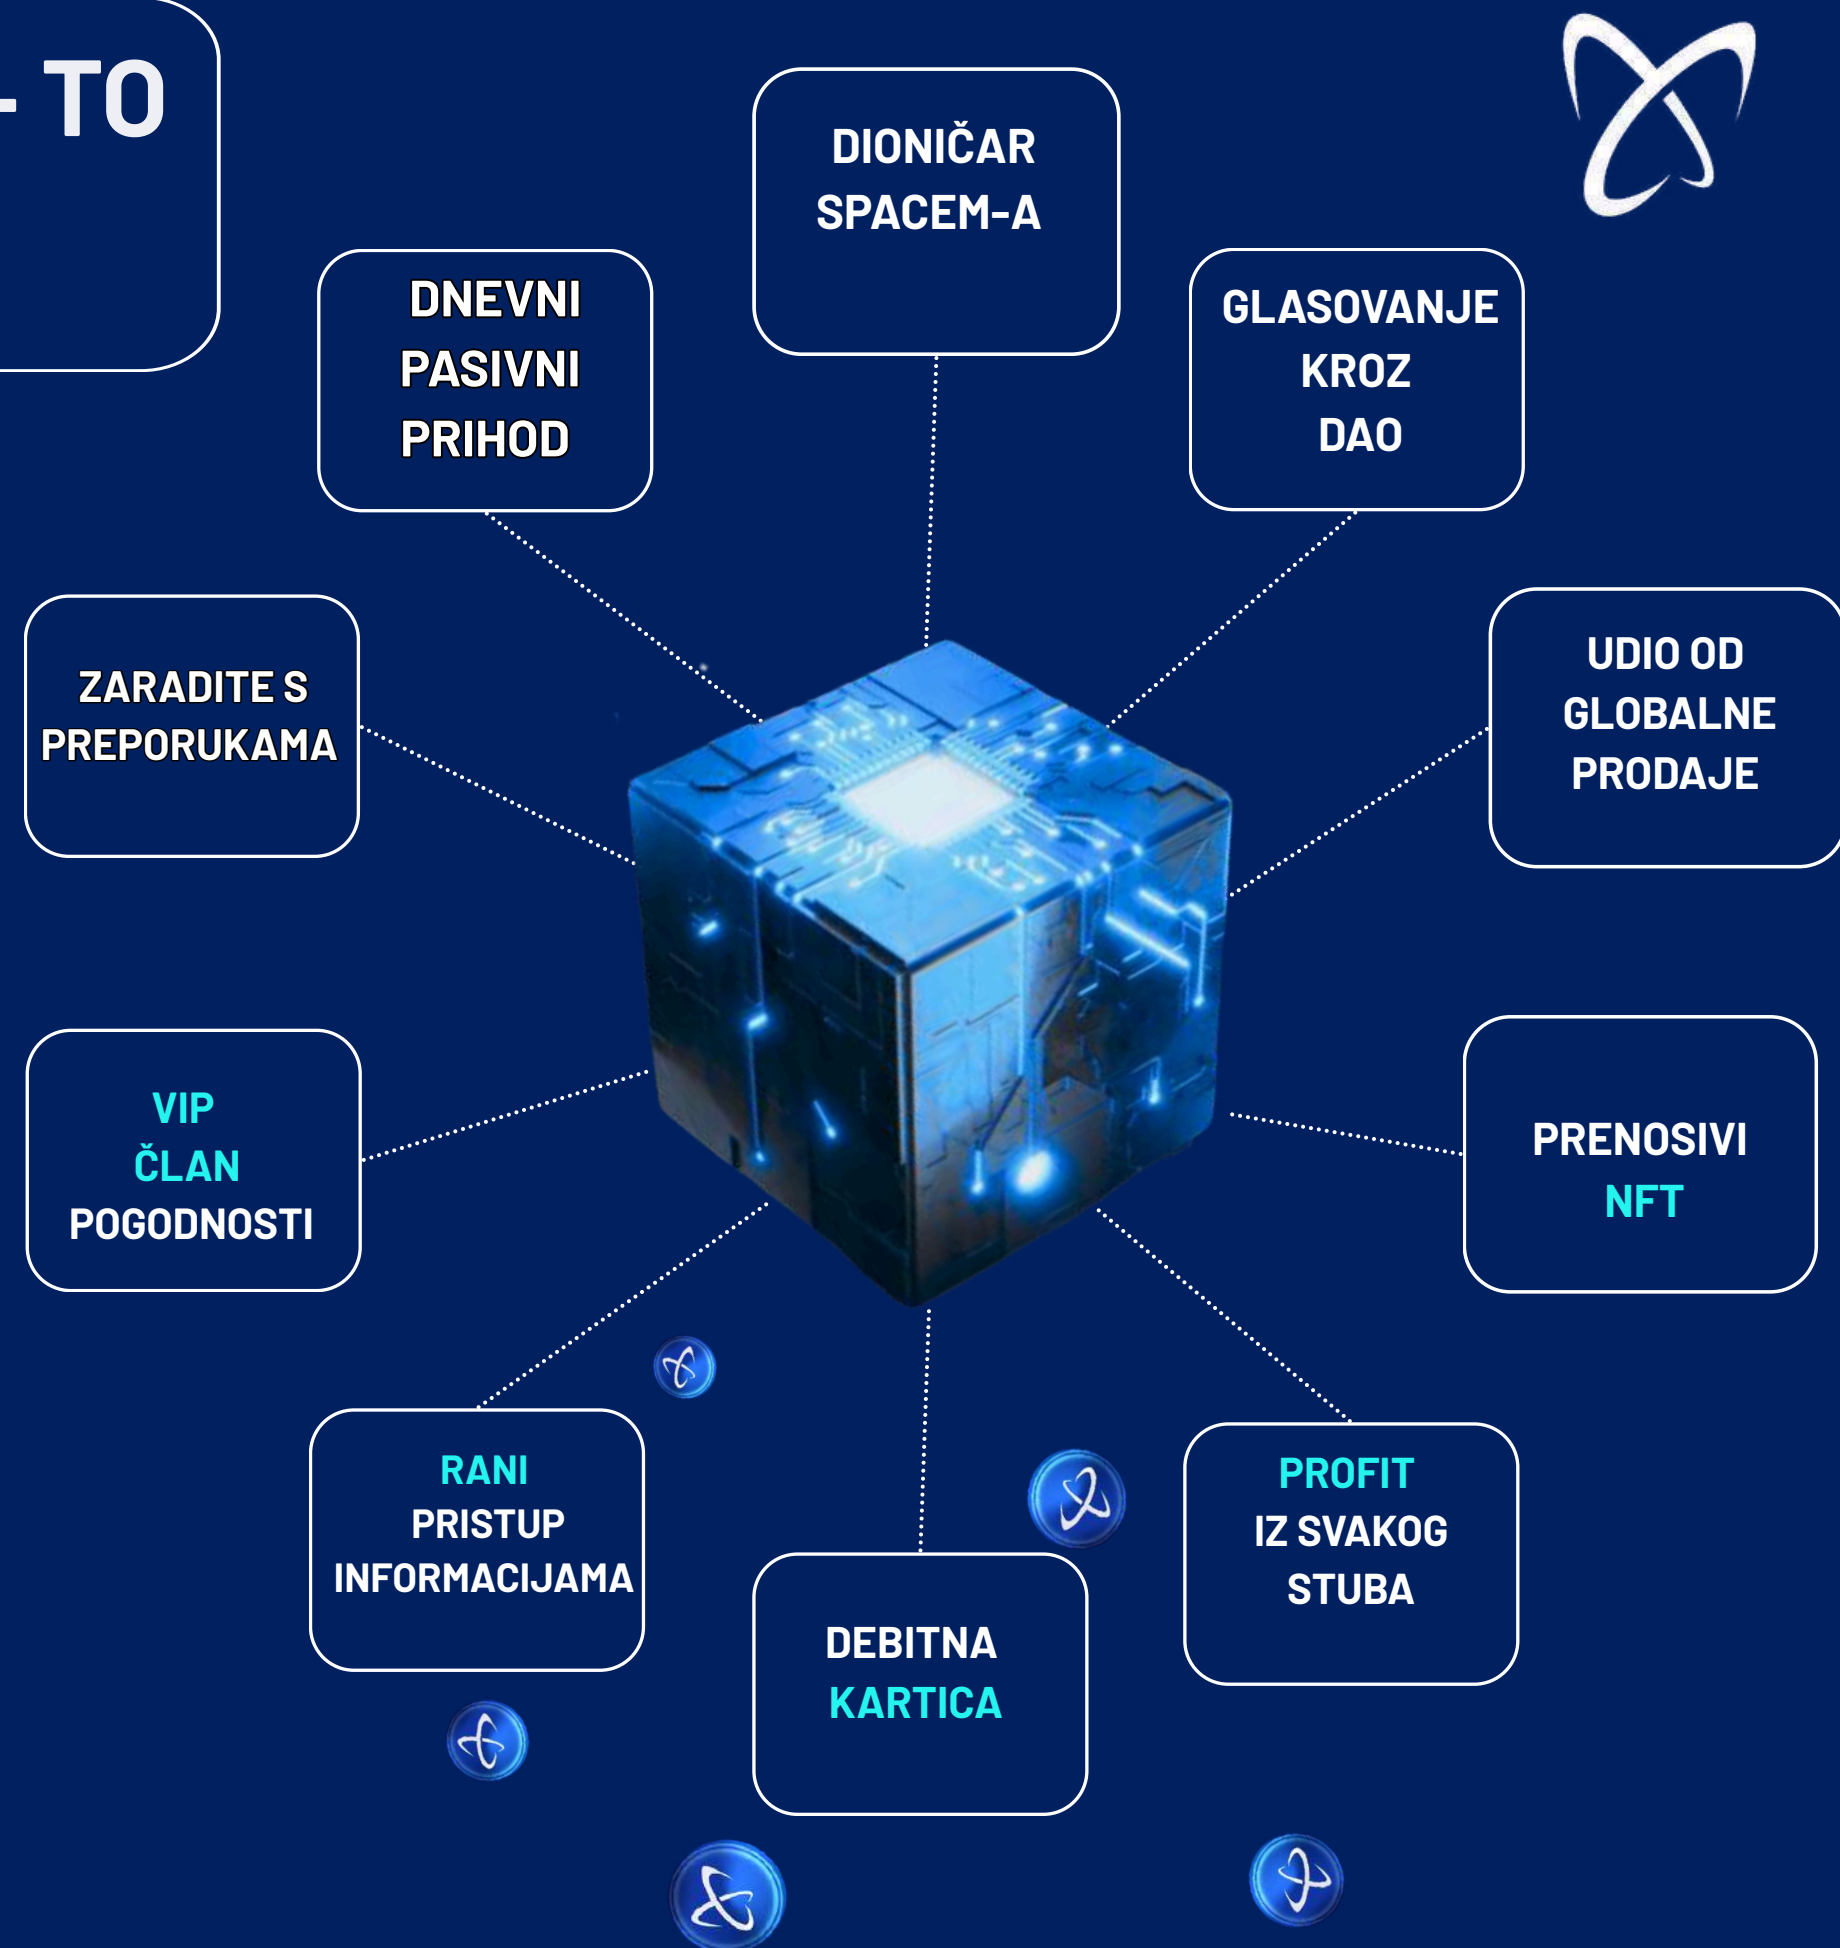 - TO
DIONIČAR
SPACEM-A
DNEVNI
PASIVNI
PRIHOD
GLASOVANJE
KROZ
DAO
ZARADITE S
PREPORUKAMA
UDIO OD
GLOBALNE
PRODAJE
VIP
ČLAN
POGODNOSTI
PRENOSIVI
NFT
RANI
PRISTUP
INFORMACIJAMA
PROFIT
IZ SVAKOG
STUBA
DEBITNA
KARTICA